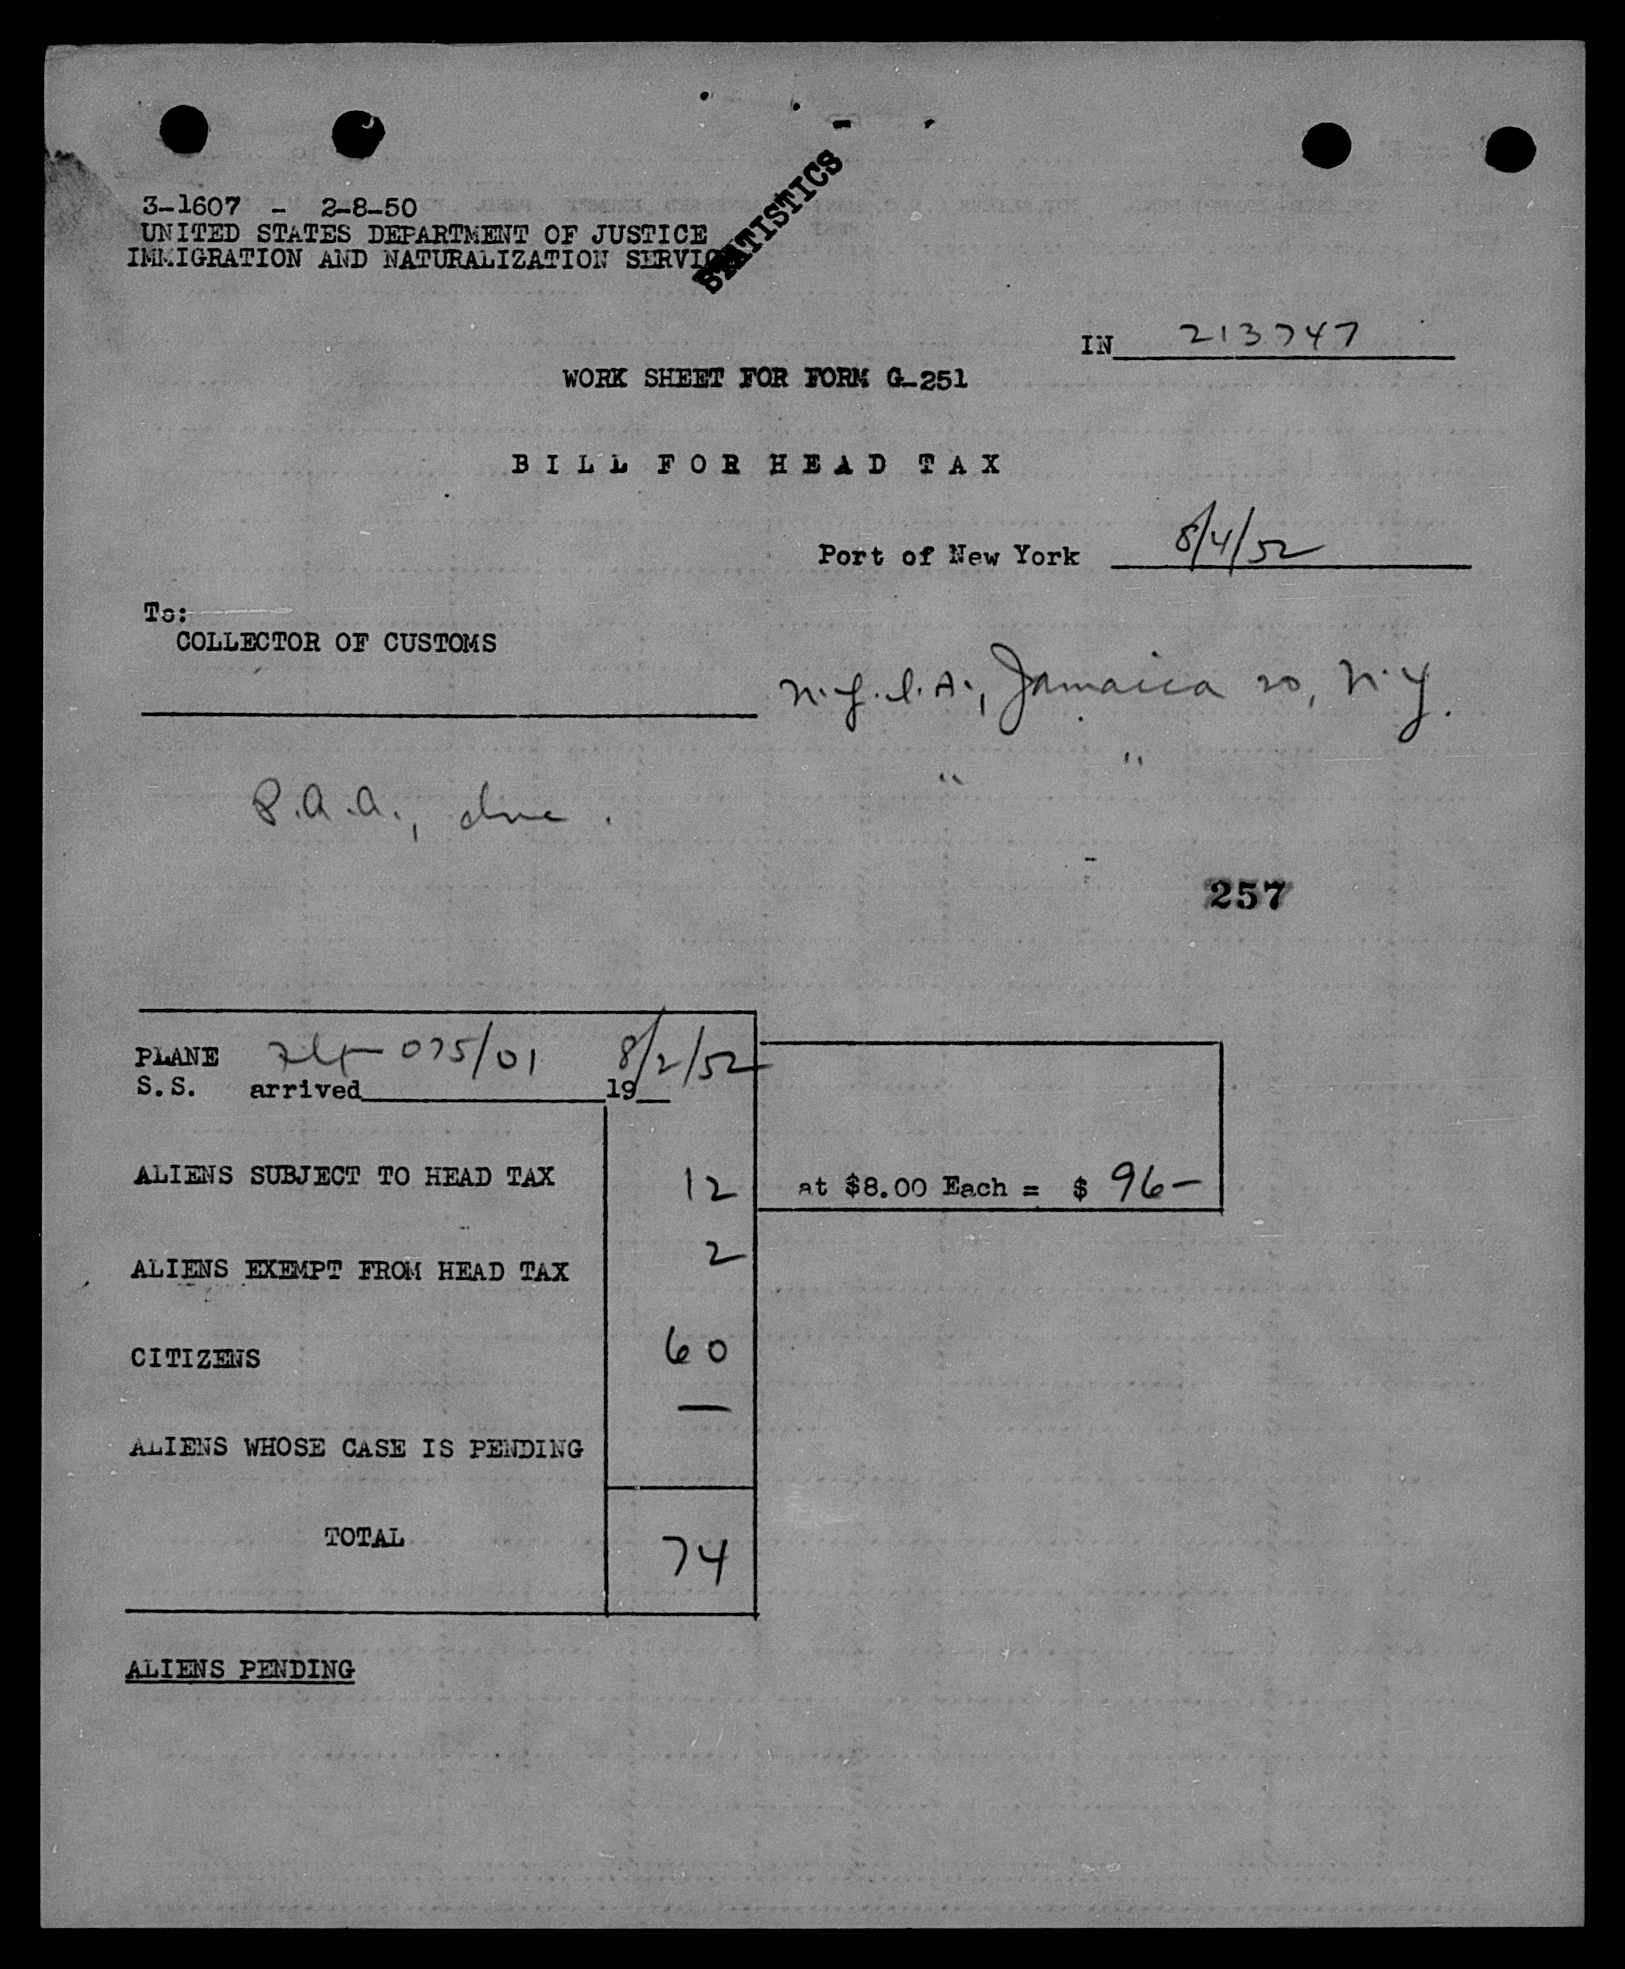 STATISTICS
3-1607 - 2-8-50
UNITED STATES DEPARTMENT OF JUSTICE
IMMIGRATION AND NATURALIZATION SERVICE
IN 213747
WORK SHEET FOR FORM G-251
BILL FOR HEAD TAX
Port of New York 8/4/52
To:
COLLECTOR OF CUSTOMS
N.Y.I.A., Jamaica 20, N.Y.
" "
P.A.A., Inc.
257
PLANE Flt 075/01 8/2/52
S.S. arrived 19
ALIENS SUBJECT TO HEAD TAX 12 at $8.00 Each = $ 96-
ALIENS EXEMPT FROM HEAD TAX 2
CITIZENS 60
ALIENS WHOSE CASE IS PENDING —
TOTAL 74
ALIENS PENDING